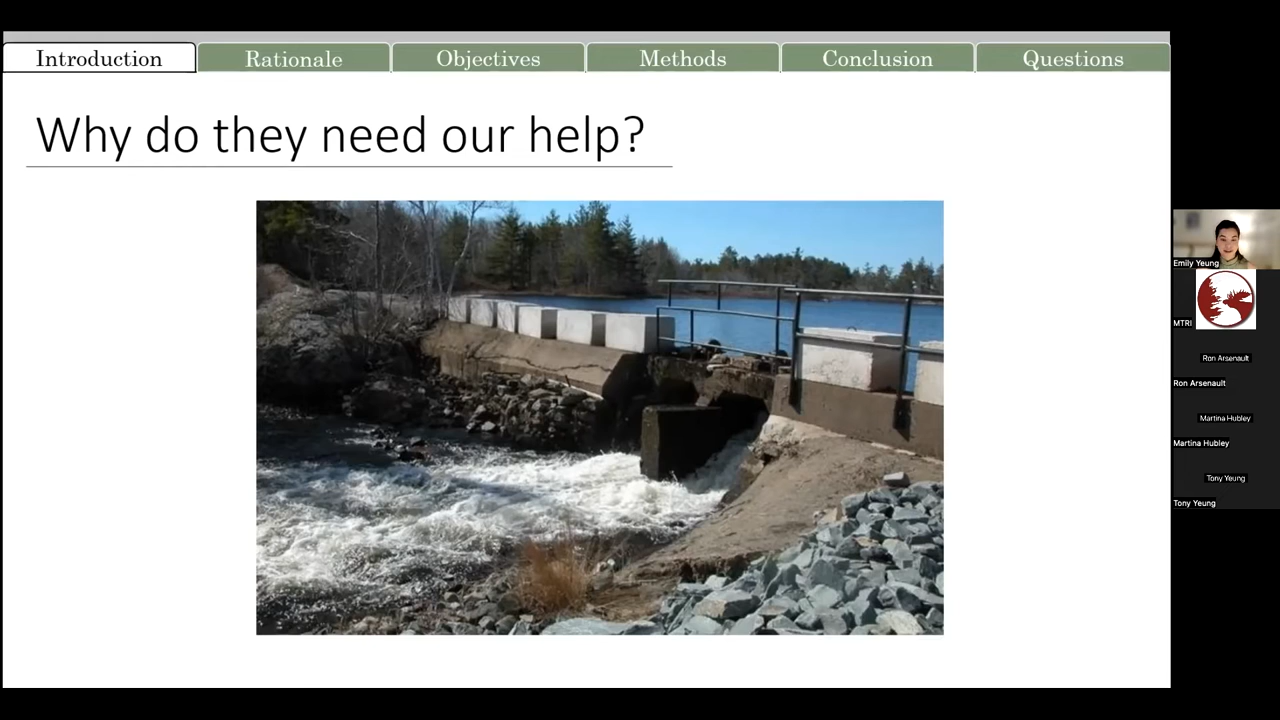 Introduction
Rationale
Objectives
Methods
Conclusion
Questions
Why do they need our help?
Emily Yeung
MTRI
Ron Arsenault
Ron Arsenault
Martina Hubley
Martina Hubley
Tony Yeung
Tony Yeung